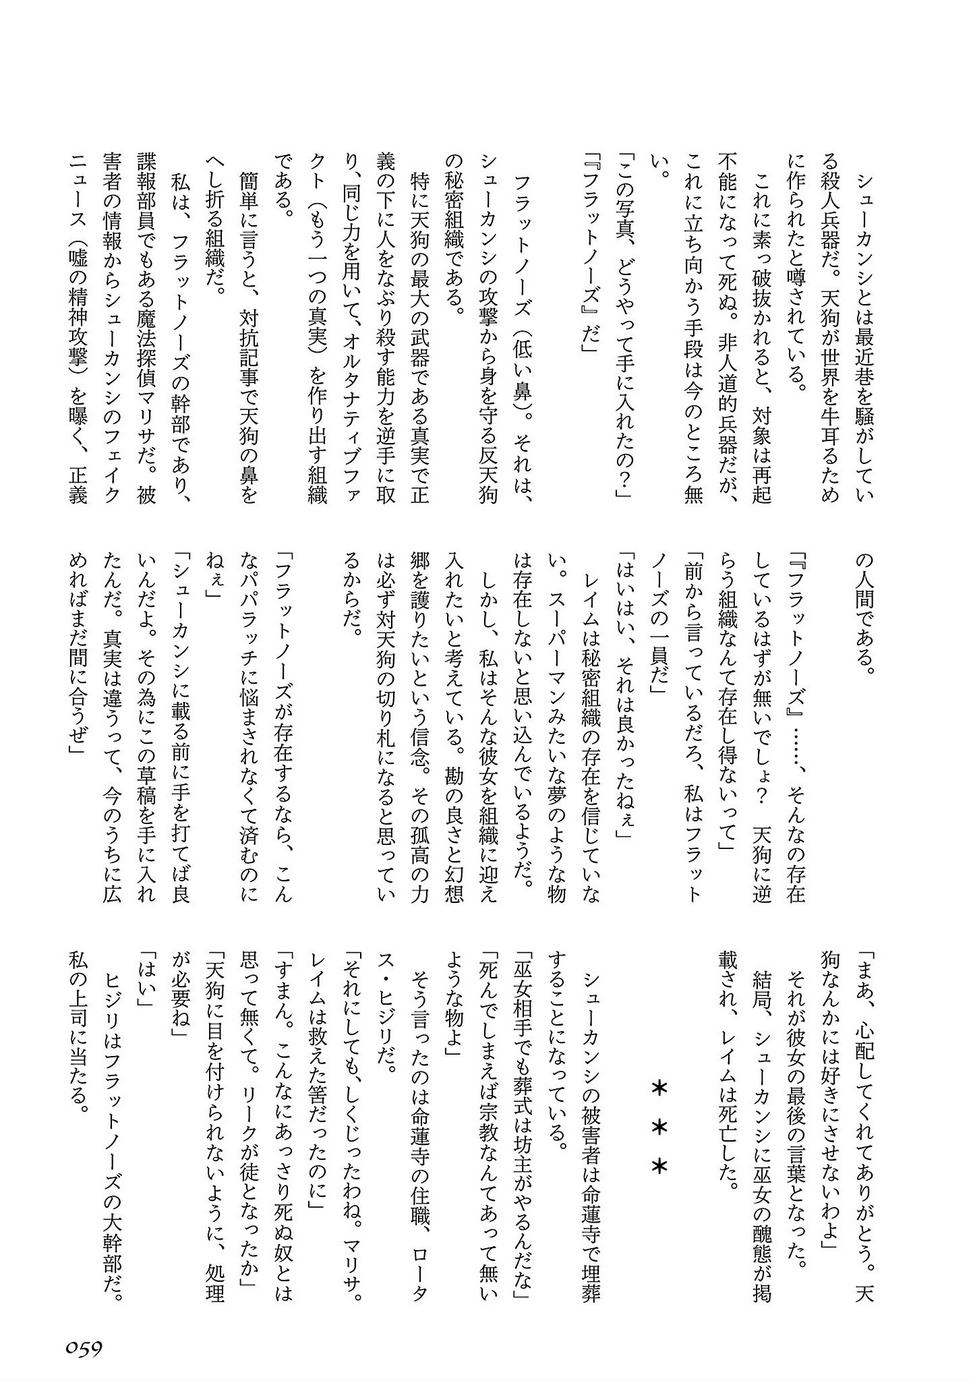 シューカンシとは最近巷を騒がしてい
る殺人兵器だ。天狗が世界を牛耳るため
に作られたと噂されている。
　これに素っ破抜かれると、対象は再起
不能になって死ぬ。非人道的兵器だが、
これに立ち向かう手段は今のところ無
い。
「この写真、どうやって手に入れたの？」
「『フラットノーズ』だ」
　フラットノーズ（低い鼻）。それは、
シューカンシの攻撃から身を守る反天狗
の秘密組織である。
　特に天狗の最大の武器である真実で正
義の下に人をなぶり殺す能力を逆手に取
り、同じ力を用いて、オルタナティブファ
クト（もう一つの真実）を作り出す組織
である。
　簡単に言うと、対抗記事で天狗の鼻を
へし折る組織だ。
　私は、フラットノーズの幹部であり、
諜報部員でもある魔法探偵マリサだ。被
害者の情報からシューカンシのフェイク
ニュース（嘘の精神攻撃）を曝く、正義
の人間である。
「『フラットノーズ』……、そんなの存在
しているはずが無いでしょ？　天狗に逆
らう組織なんて存在し得ないって」
「前から言っているだろ、私はフラット
ノーズの一員だ」
「はいはい、それは良かったねぇ」
　レイムは秘密組織の存在を信じていな
い。スーパーマンみたいな夢のような物
は存在しないと思い込んでいるようだ。
　しかし、私はそんな彼女を組織に迎え
入れたいと考えている。勘の良さと幻想
郷を護りたいという信念。その孤高の力
は必ず対天狗の切り札になると思ってい
るからだ。
「フラットノーズが存在するなら、こん
なパパラッチに悩まされなくて済むのに
ねぇ」
「シューカンシに載る前に手を打てば良
いんだよ。その為にこの草稿を手に入れ
たんだ。真実は違うって、今のうちに広
めればまだ間に合うぜ」
「まあ、心配してくれてありがとう。天
狗なんかには好きにさせないわよ」
　それが彼女の最後の言葉となった。
　結局、シューカンシに巫女の醜態が掲
載され、レイムは死亡した。
＊＊＊
　シューカンシの被害者は命蓮寺で埋葬
することになっている。
「巫女相手でも葬式は坊主がやるんだな」
「死んでしまえば宗教なんてあって無い
ような物よ」
　そう言ったのは命蓮寺の住職、ロータ
ス・ヒジリだ。
「それにしても、しくじったわね。マリサ。
レイムは救えた筈だったのに」
「すまん。こんなにあっさり死ぬ奴とは
思って無くて。リークが徒となったか」
「天狗に目を付けられないように、処理
が必要ね」
「はい」
　ヒジリはフラットノーズの大幹部だ。
私の上司に当たる。
059